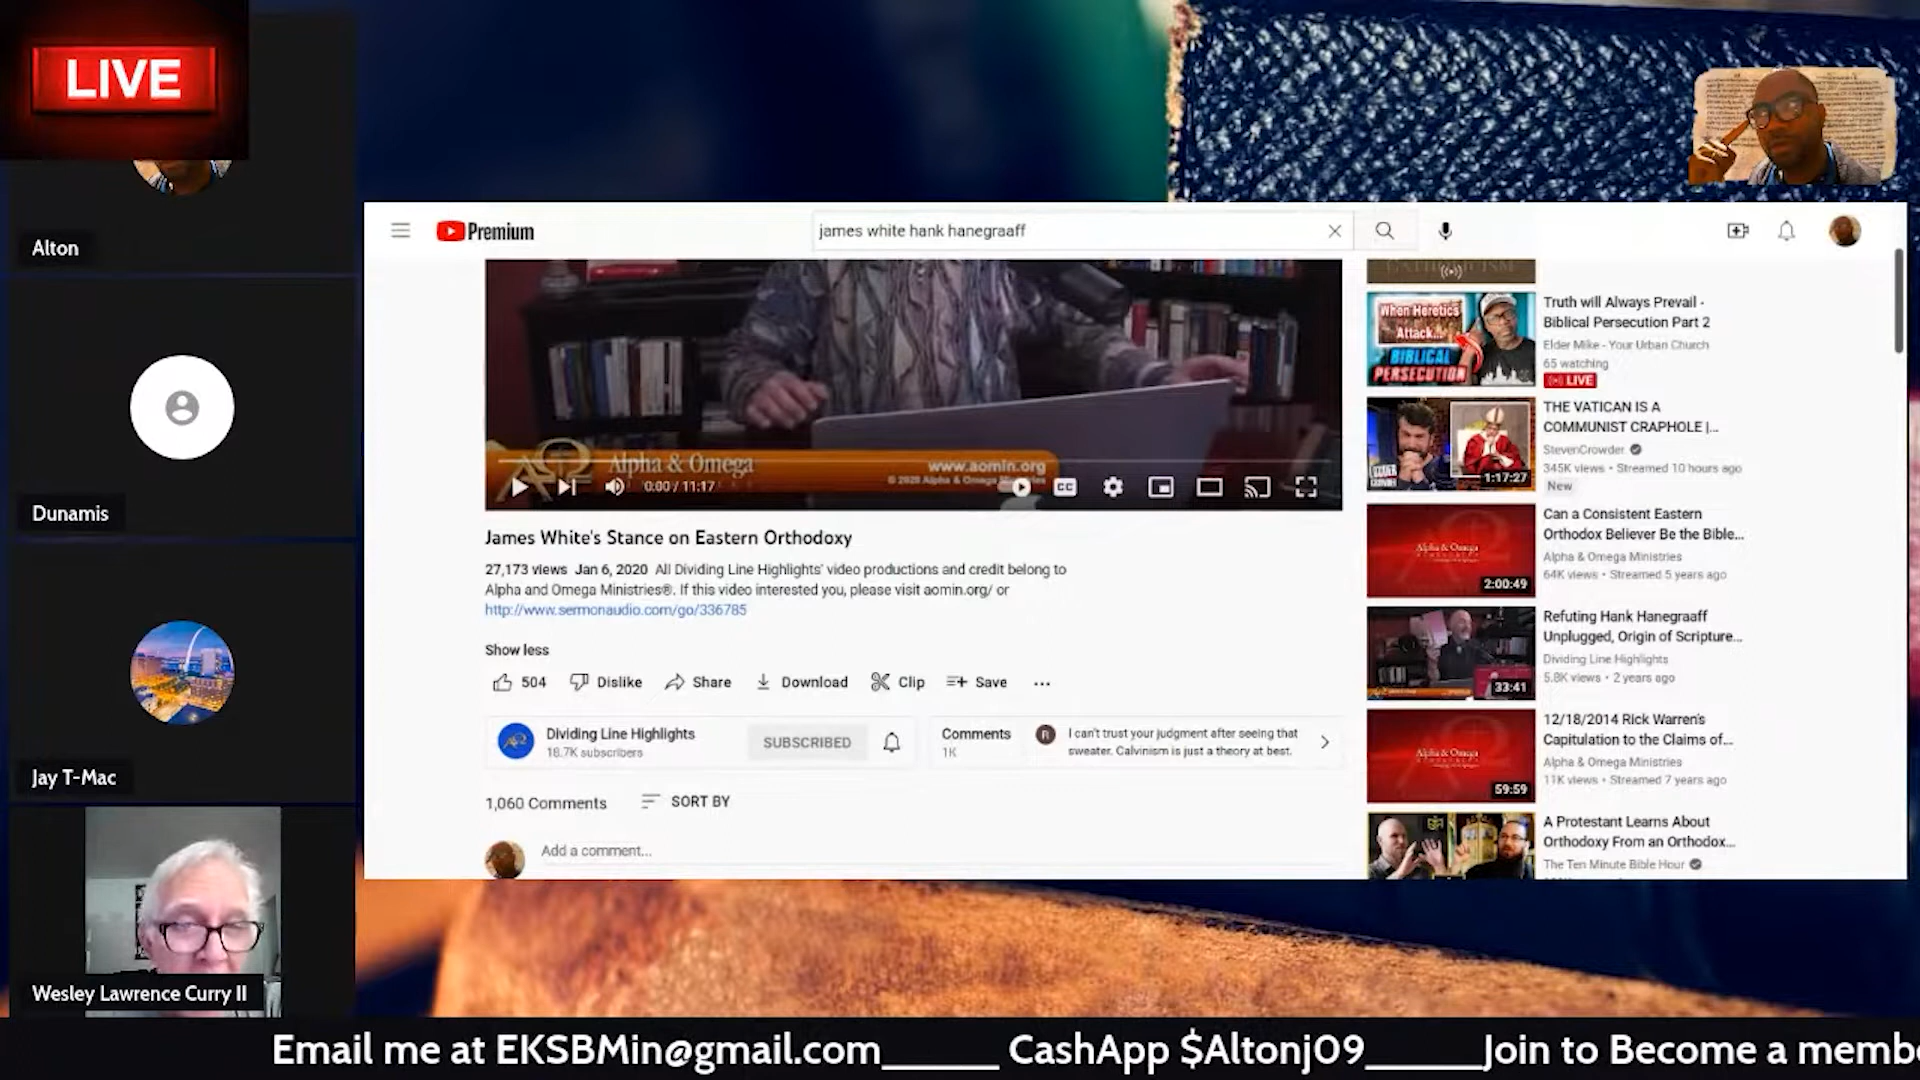 LIVE
Alton
Dunamis
Jay T-Mac
Wesley Lawrence Curry II
Premium
james white hank hanegraaff
Alpha & Omega
www.aomin.org
© 2020 Alpha & Omega Ministries
0:00 / 11:17
CC
James White's Stance on Eastern Orthodoxy
27,173 views Jan 6, 2020 All Dividing Line Highlights' video productions and credit belong to
Alpha and Omega Ministries®. If this video interested you, please visit aomin.org/ or
http://www.sermonaudio.com/go/336785
Show less
504 Dislike Share Download Clip Save ...
Dividing Line Highlights
18.7K subscribers
SUBSCRIBED
Comments
1K
R
I can't trust your judgment after seeing that
sweater. Calvinism is just a theory at best.
1,060 Comments
SORT BY
Add a comment...
When Heretics
Attack...
BIBLICAL
PERSECUTION
Truth will Always Prevail -
Biblical Persecution Part 2
Elder Mike - Your Urban Church
65 watching
LIVE
1:17:27
THE VATICAN IS A
COMMUNIST CRAPHOLE |...
StevenCrowder
345K views • Streamed 10 hours ago
New
Alpha & Omega
2:00:49
Can a Consistent Eastern
Orthodox Believer Be the Bible...
Alpha & Omega Ministries
64K views • Streamed 5 years ago
33:41
Refuting Hank Hanegraaff
Unplugged, Origin of Scripture...
Dividing Line Highlights
5.8K views • 2 years ago
Alpha & Omega
59:59
12/18/2014 Rick Warren's
Capitulation to the Claims of...
Alpha & Omega Ministries
11K views • Streamed 7 years ago
A Protestant Learns About
Orthodoxy From an Orthodox...
The Ten Minute Bible Hour
Email me at EKSBMin@gmail.com______ CashApp $AltonJ09______Join to Become a membe